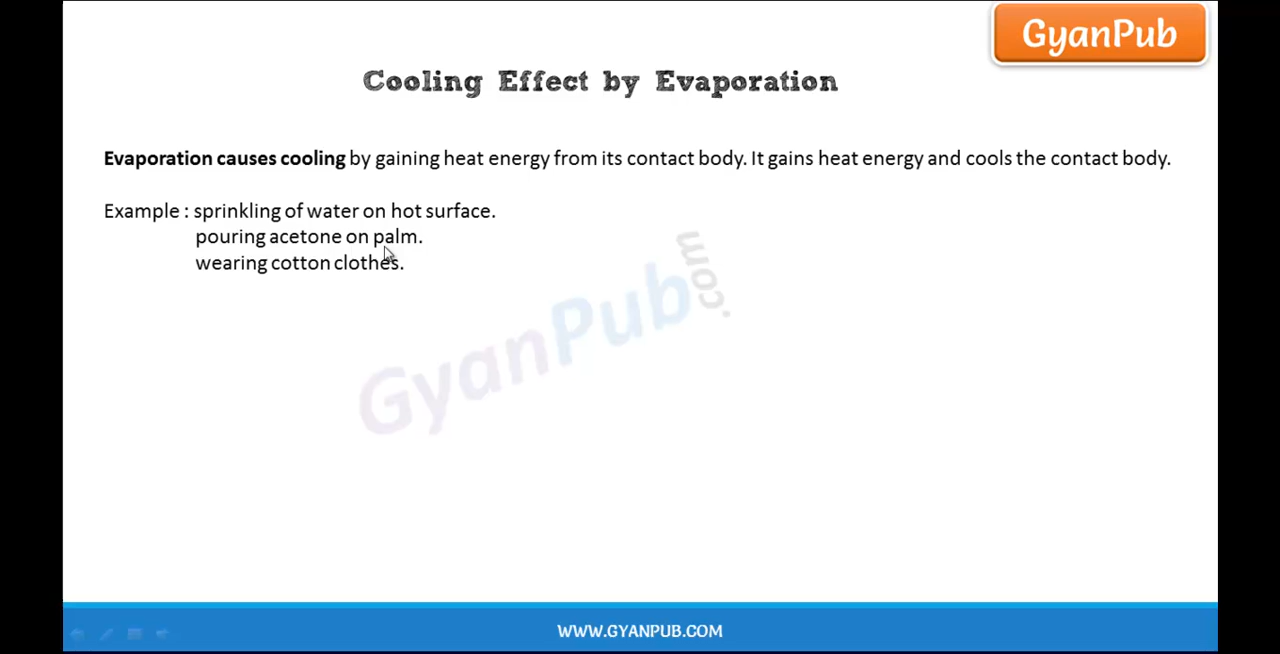 GyanPub
Cooling Effect by Evaporation
Evaporation causes cooling by gaining heat energy from its contact body. It gains heat energy and cools the contact body.
Example : sprinkling of water on hot surface.
pouring acetone on palm.
wearing cotton clothes.
GyanPub.com
WWW.GYANPUB.COM